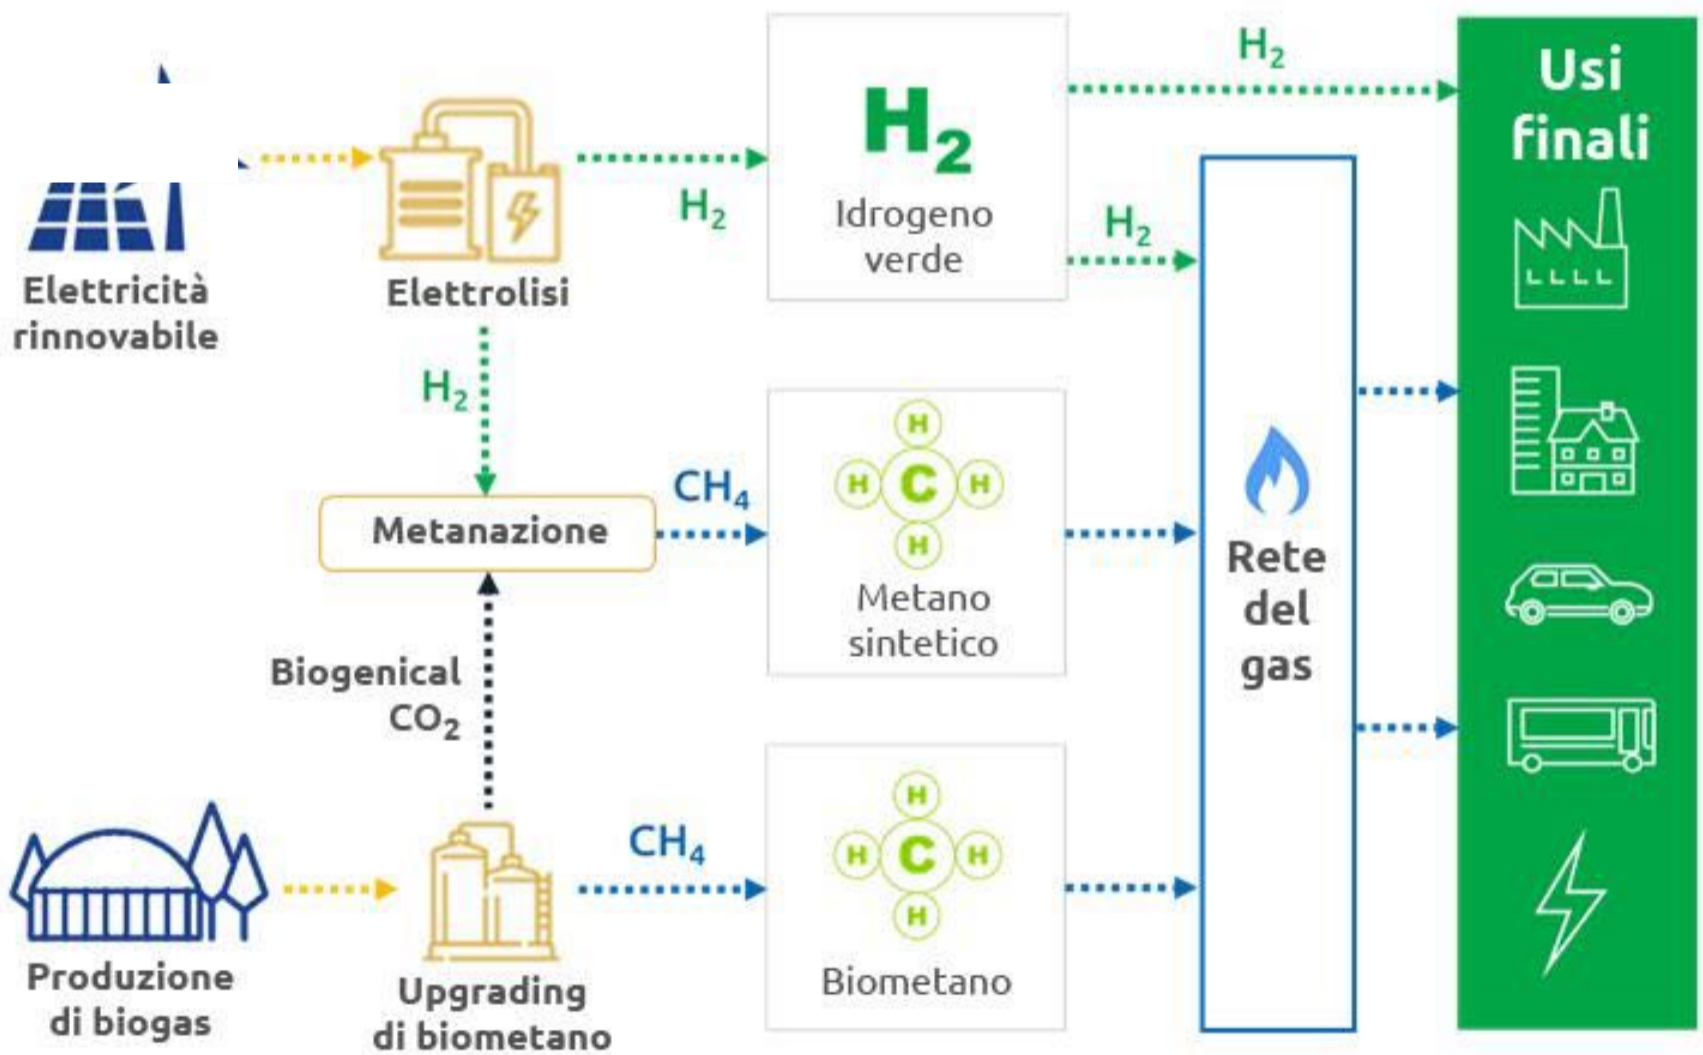 H2
Usi
finali
H2
Idrogeno
verde
H2
H2
Elettricità
rinnovabile
Elettrolisi
H2
Metanazione
CH4
H
H C H
H
Metano
sintetico
Rete
del
gas
Biogenical
CO2
Produzione
di biogas
Upgrading
di biometano
CH4
H
H C H
H
Biometano